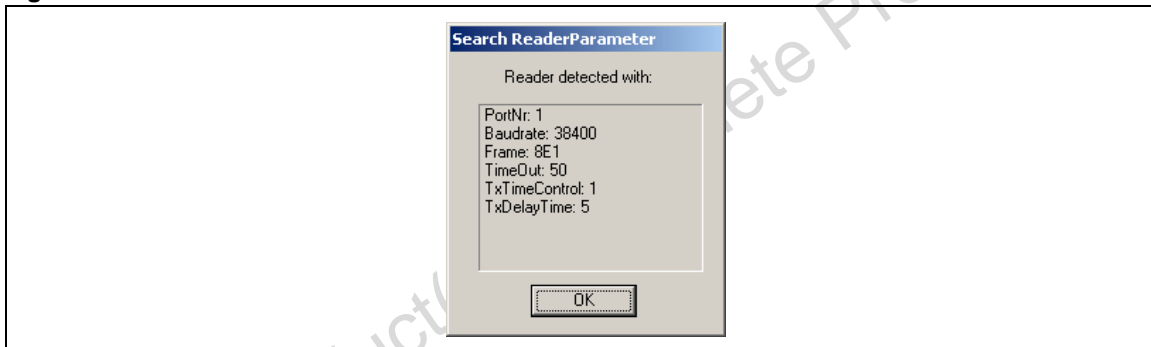 Search ReaderParameter
Reader detected with:
PortNr: 1
Baudrate: 38400
Frame: 8E1
TimeOut: 50
TxTimeControl: 1
TxDelayTime: 5
OK